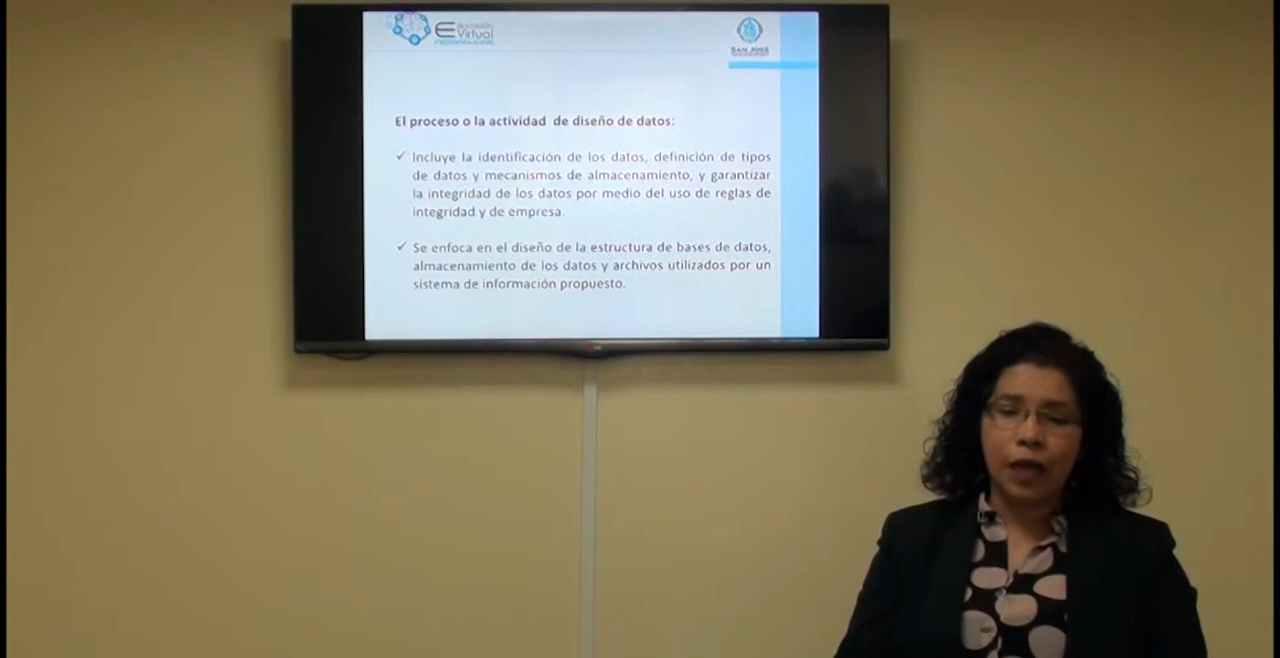 Educación
Virtual
SAN JOSÉ
El proceso o la actividad de diseño de datos:
✓ Incluye la identificación de los datos, definición de tipos
de datos y mecanismos de almacenamiento, y garantizar
la integridad de los datos por medio del uso de reglas de
integridad y de empresa.
✓ Se enfoca en el diseño de la estructura de bases de datos,
almacenamiento de los datos y archivos utilizados por un
sistema de información propuesto.